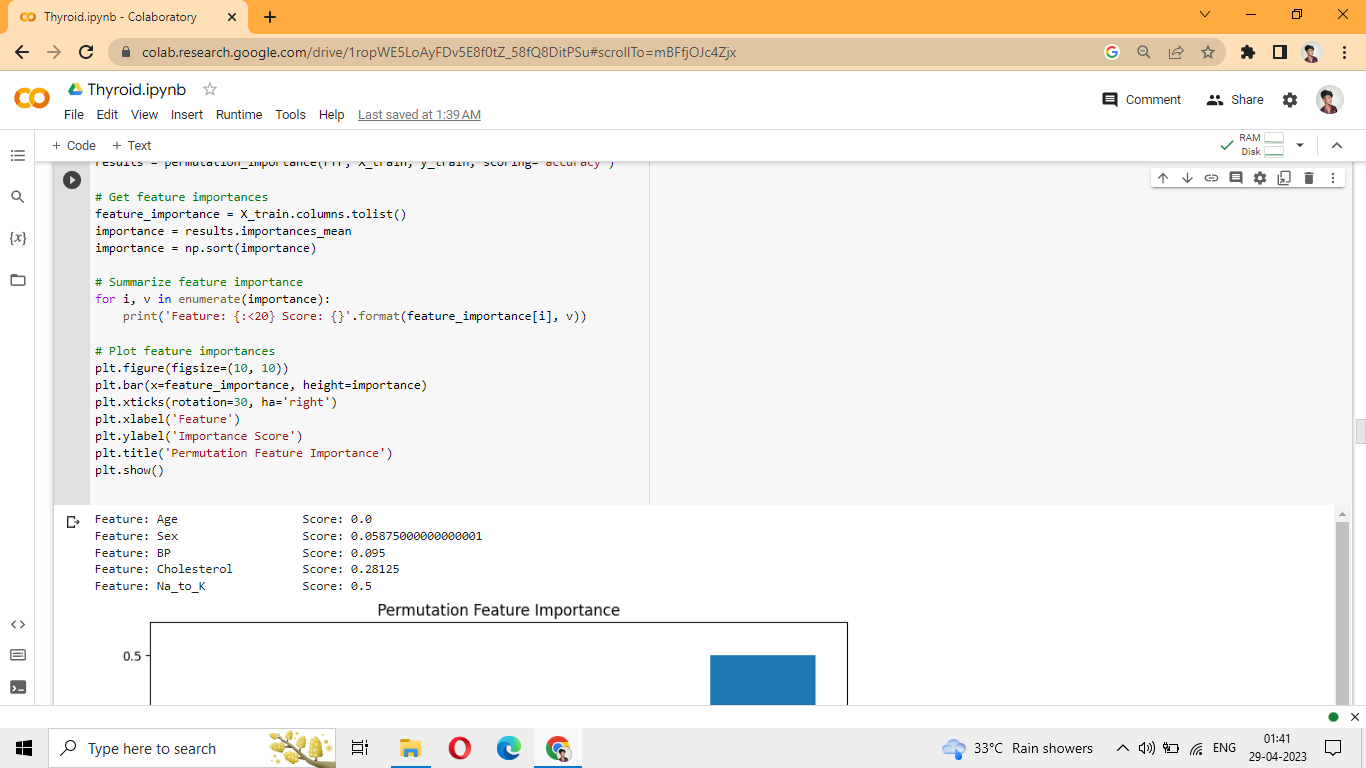 Thyroid.ipynb - Colaboratory
colab.research.google.com/drive/1ropWE5LoAyFDv5E8f0tZ_58fQ8DitPSu#scrollTo=mBFfjOJc4Zjx
Thyroid.ipynb
Comment
Share
File Edit View Insert Runtime Tools Help Last saved at 1:39 AM
+ Code + Text
RAM
Disk
results = permutation_importance(rff, X_train, y_train, scoring='accuracy')
# Get feature importances
feature_importance = X_train.columns.tolist()
importance = results.importances_mean
importance = np.sort(importance)
# Summarize feature importance
for i, v in enumerate(importance):
print('Feature: {:<20} Score: {}'.format(feature_importance[i], v))
# Plot feature importances
plt.figure(figsize=(10, 10))
plt.bar(x=feature_importance, height=importance)
plt.xticks(rotation=30, ha='right')
plt.xlabel('Feature')
plt.ylabel('Importance Score')
plt.title('Permutation Feature Importance')
plt.show()
Feature: Age Score: 0.0
Feature: Sex Score: 0.05875000000000001
Feature: BP Score: 0.095
Feature: Cholesterol Score: 0.28125
Feature: Na_to_K Score: 0.5
Permutation Feature Importance
0.5
Type here to search
33°C Rain showers
ENG
01:41
29-04-2023